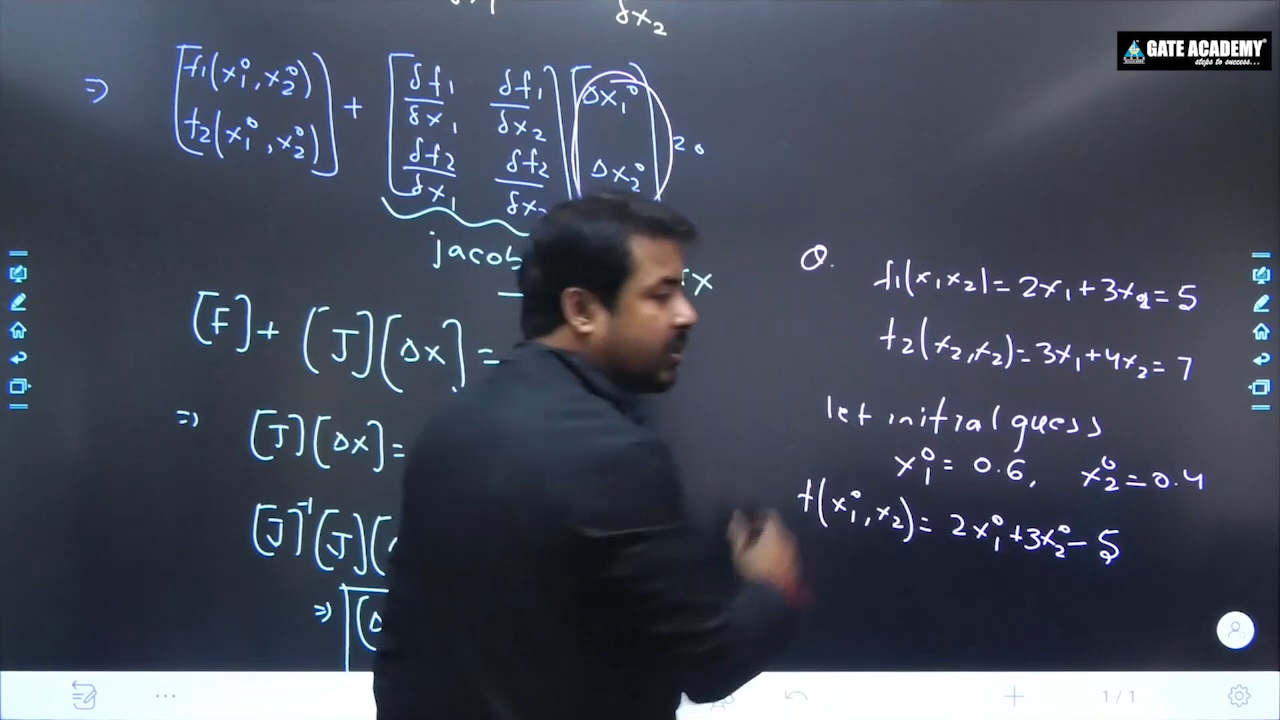 δx₂
GATE ACADEMY
steps to success...
⇒ [f₁(x₁⁰, x₂⁰) f₂(x₁⁰, x₂⁰)] + [δf₁/δx₁ δf₁/δx₂ δf₂/δx₁ δf₂/δx₂] [Δx₁⁰ Δx₂⁰] = 0
jacob
x
[F] + [J][Δx] =
⇒ [J][Δx] =
[J]⁻¹[J][
⇒ [Δ
Q. f₁(x₁x₂) = 2x₁ + 3x₂ = 5
f₂(x₂, x₂) = 3x₁ + 4x₂ = 7
let initial guess
x₁⁰ = 0.6, x₂⁰ = 0.4
f(x₁⁰, x₂) = 2x₁⁰ + 3x₂⁰ - 5
1/1